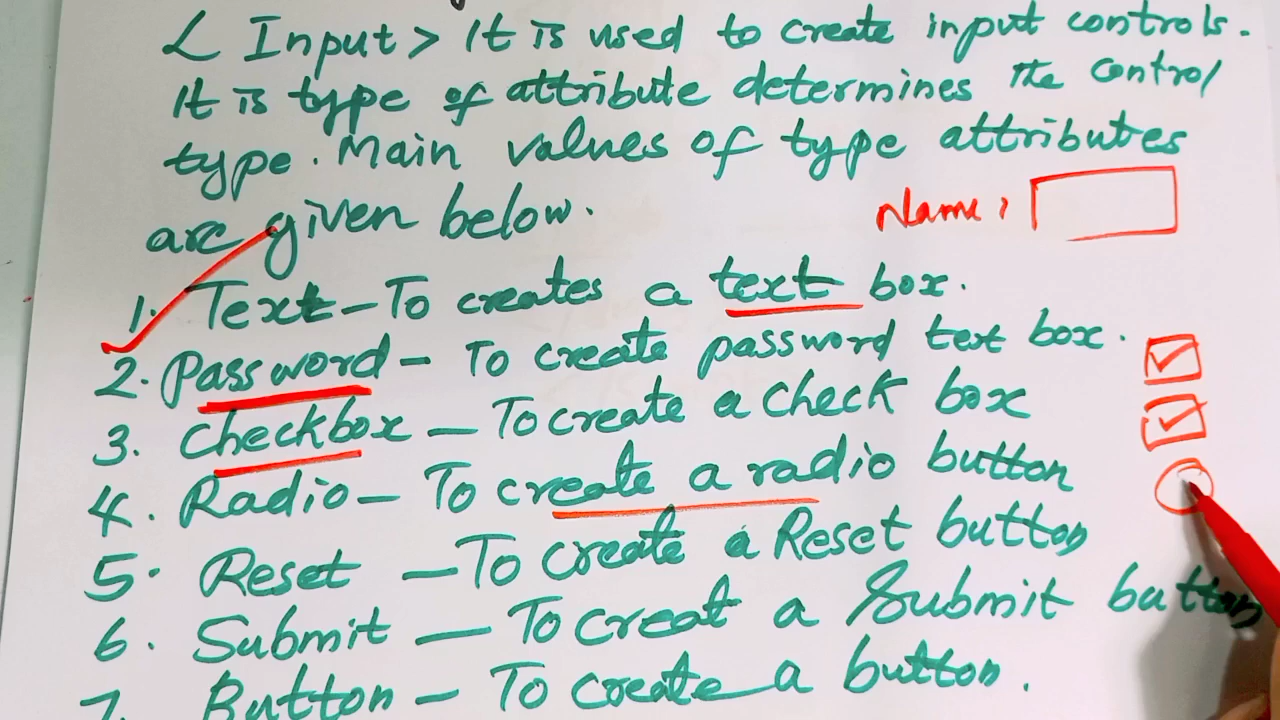 < Input > It is used to create input controls.
It is type of attribute determines the control
type. Main values of type attributes
are given below.
Name:
1. Text - To creates a text box.
2. Password - To create password text box.
3. Checkbox - To create a check box
4. Radio - To create a radio button
5. Reset - To create a Reset button
6. Submit - To creat a Submit button
7. Button - To create a button.